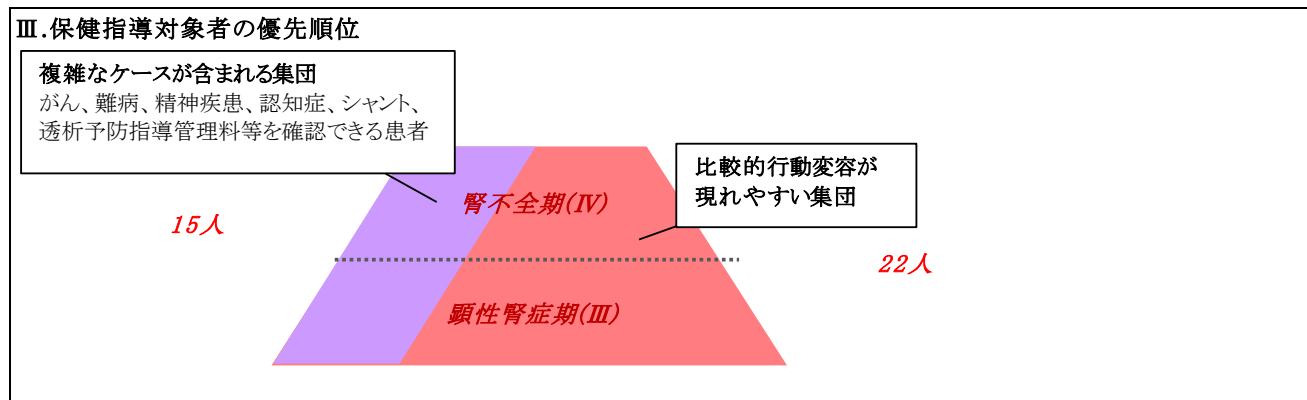 Ⅲ.保健指導対象者の優先順位
複雑なケースが含まれる集団
がん、難病、精神疾患、認知症、シャント、
透析予防指導管理料等を確認できる患者
比較的行動変容が
現れやすい集団
腎不全期(Ⅳ)
15人
22人
顕性腎症期(Ⅲ)